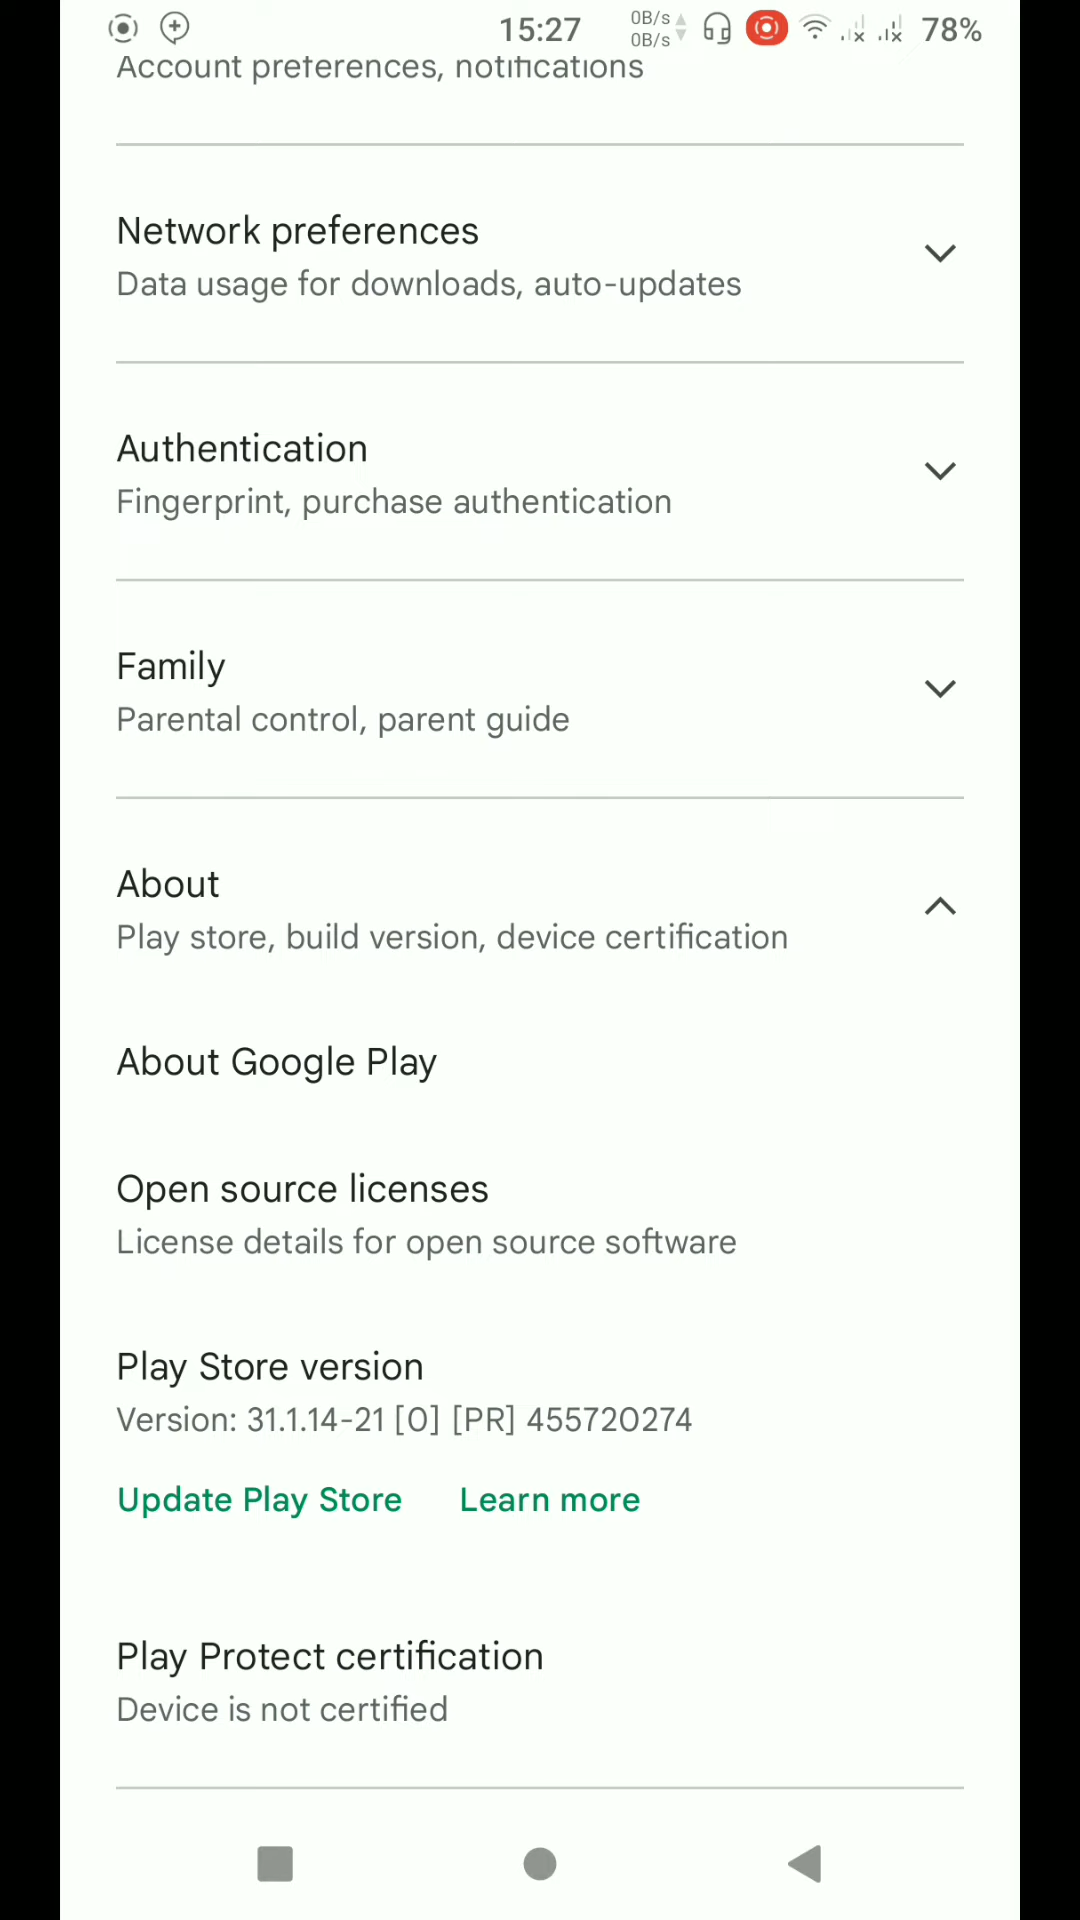 15:27 0B/s 0B/s 78%
Account preferences, notifications
Network preferences
Data usage for downloads, auto-updates
Authentication
Fingerprint, purchase authentication
Family
Parental control, parent guide
About
Play store, build version, device certification
About Google Play
Open source licenses
License details for open source software
Play Store version
Version: 31.1.14-21 [0] [PR] 455720274
Update Play Store Learn more
Play Protect certification
Device is not certified